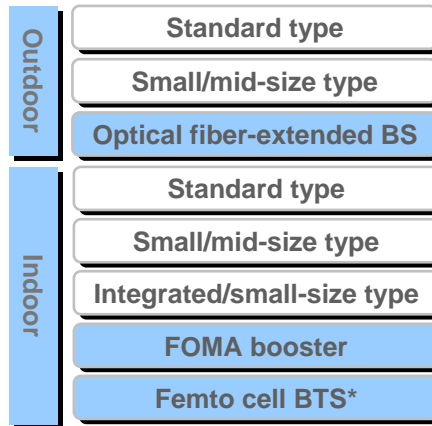 Outdoor
Standard type
Small/mid-size type
Optical fiber-extended BS
Indoor
Standard type
Small/mid-size type
Integrated/small-size type
FOMA booster
Femto cell BTS*